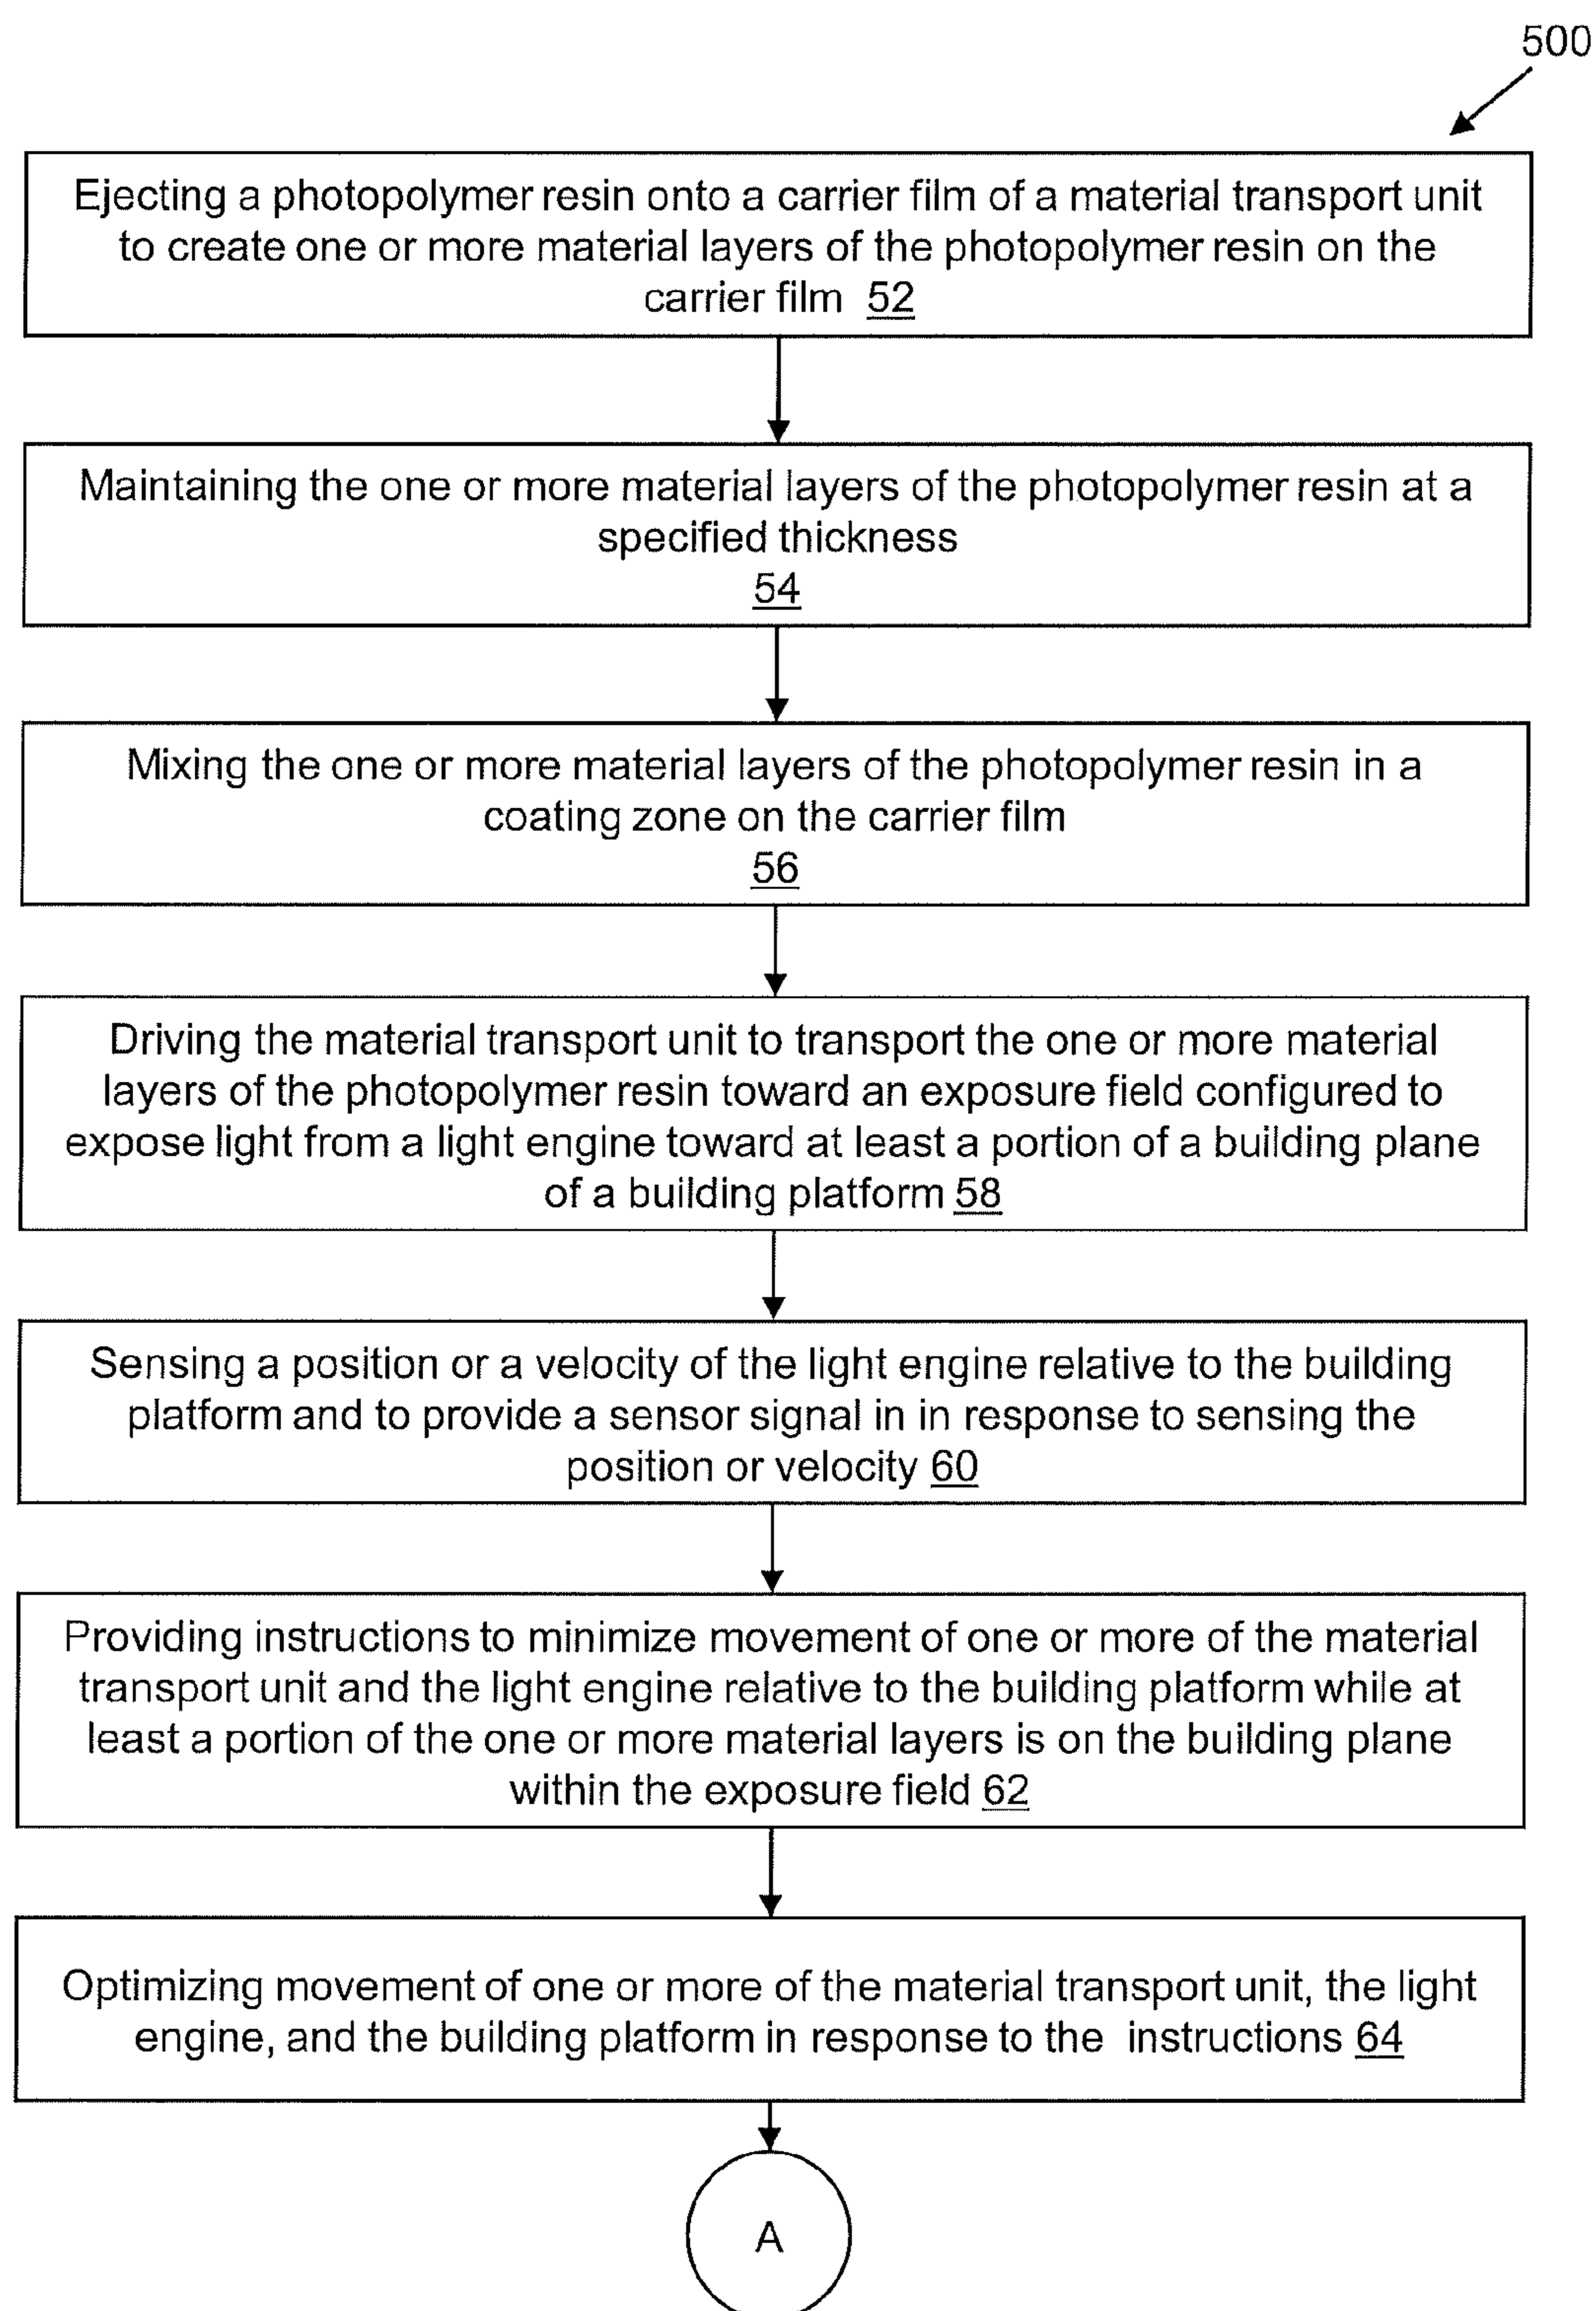 500
Ejecting a photopolymer resin onto a carrier film of a material transport unit
to create one or more material layers of the photopolymer resin on the
carrier film 52
Maintaining the one or more material layers of the photopolymer resin at a
specified thickness
54
Mixing the one or more material layers of the photopolymer resin in a
coating zone on the carrier film
56
Driving the material transport unit to transport the one or more material
layers of the photopolymer resin toward an exposure field configured to
expose light from a light engine toward at least a portion of a building plane
of a building platform 58
Sensing a position or a velocity of the light engine relative to the building
platform and to provide a sensor signal in in response to sensing the
position or velocity 60
Providing instructions to minimize movement of one or more of the material
transport unit and the light engine relative to the building platform while at
least a portion of the one or more material layers is on the building plane
within the exposure field 62
Optimizing movement of one or more of the material transport unit, the light
engine, and the building platform in response to the instructions 64
A